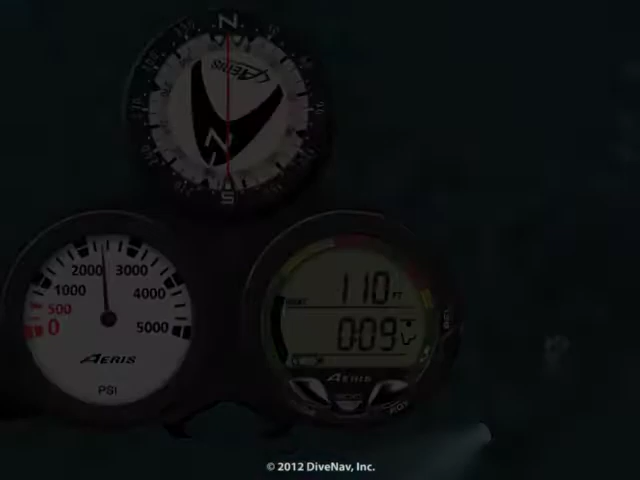 N
AERIS
N
S
2000 3000
1000 4000
500
0 5000
AERIS
PSI
110 FT
0:09
AERIS
© 2012 DiveNav, Inc.